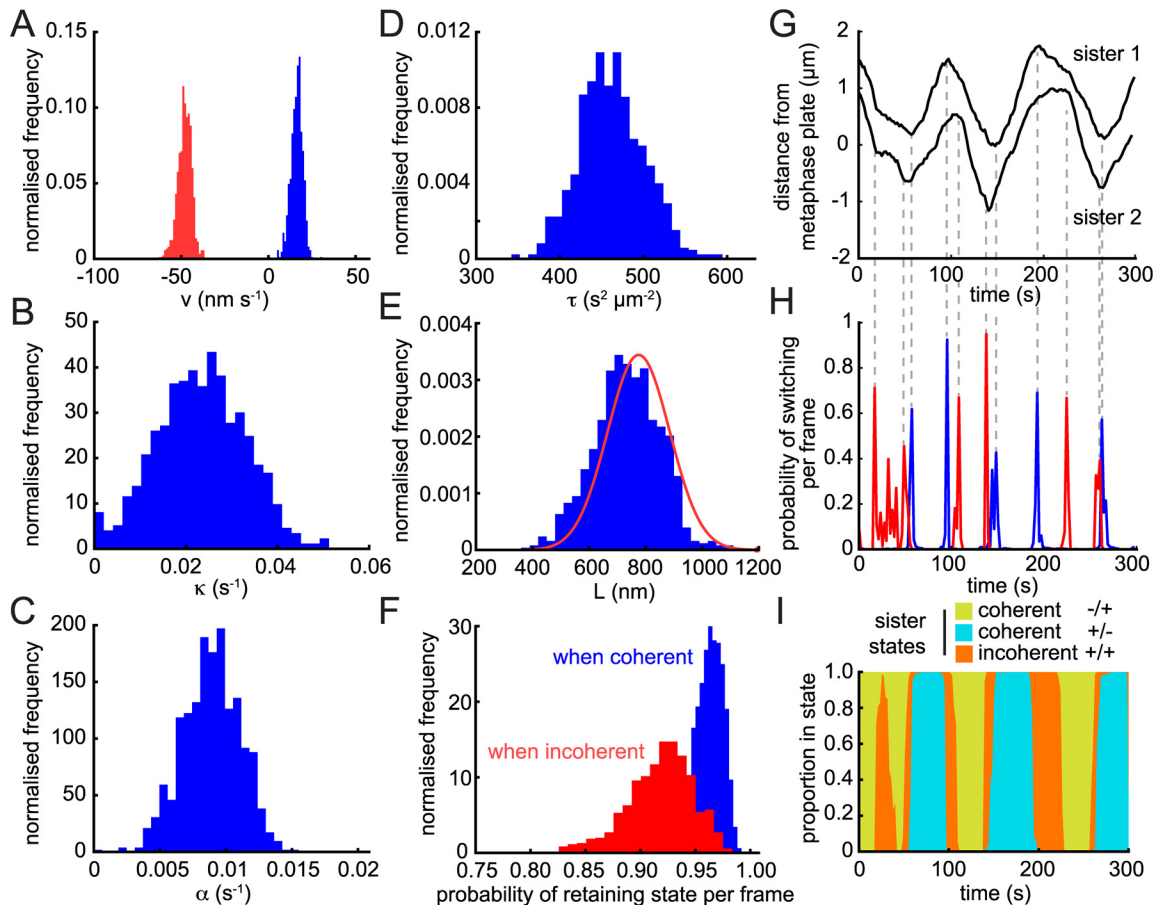 A
0.15
0.10
0.05
0
normalised frequency
-100
-50
0
50
v (nm s⁻¹)
B
50
40
30
20
10
0
normalised frequency
0
0.02
0.04
0.06
κ (s⁻¹)
C
200
150
100
50
0
normalised frequency
0
0.005
0.01
0.015
0.02
α (s⁻¹)
D
0.012
0.008
0.004
0
normalised frequency
300
400
500
600
τ (s² μm⁻²)
E
0.004
0.003
0.002
0.001
0
normalised frequency
200
400
600
800
1000
1200
L (nm)
F
30
20
10
0
normalised frequency
when coherent
when incoherent
0.75
0.80
0.85
0.90
0.95
1.00
probability of retaining state per frame
G
2
1
0
-1
-2
distance from
metaphase plate (μm)
sister 1
sister 2
0
100
200
300
time (s)
H
1
0.8
0.6
0.4
0.2
0
probability of switching
per frame
0
100
200
300
time (s)
I
sister
states
coherent -/+
coherent +/-
incoherent +/+
1.0
0.8
0.6
0.4
0.2
0
proportion in state
0
50
100
150
200
250
300
time (s)